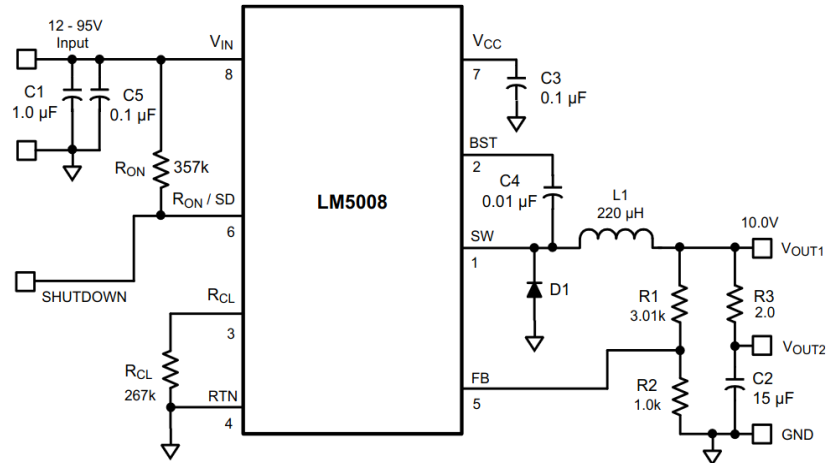 12 - 95V
Input
VIN
8
C1
1.0 µF
C5
0.1 µF
RON
357k
RON / SD
6
SHUTDOWN
RCL
3
RCL
267k
RTN
4
LM5008
VCC
7
C3
0.1 µF
BST
2
C4
0.01 µF
L1
220 µH
SW
1
D1
10.0V
VOUT1
R1
3.01k
R3
2.0
VOUT2
FB
5
R2
1.0k
C2
15 µF
GND